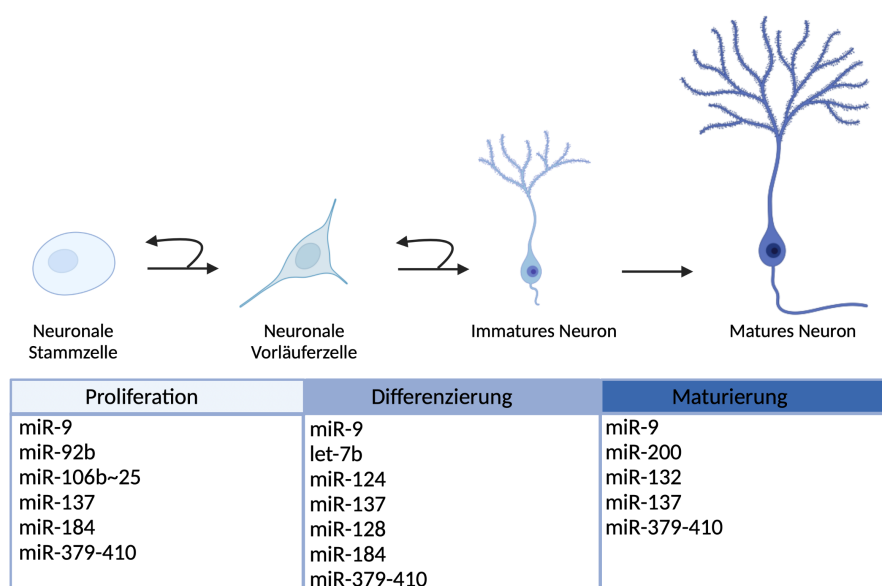 Neuronale
Stammzelle
Neuronale
Vorläuferzelle
Immatures Neuron
Matures Neuron
Proliferation
miR-9
miR-92b
miR-106b~25
miR-137
miR-184
miR-379-410
Differenzierung
miR-9
let-7b
miR-124
miR-137
miR-128
miR-184
miR-379-410
Maturierung
miR-9
miR-200
miR-132
miR-137
miR-379-410